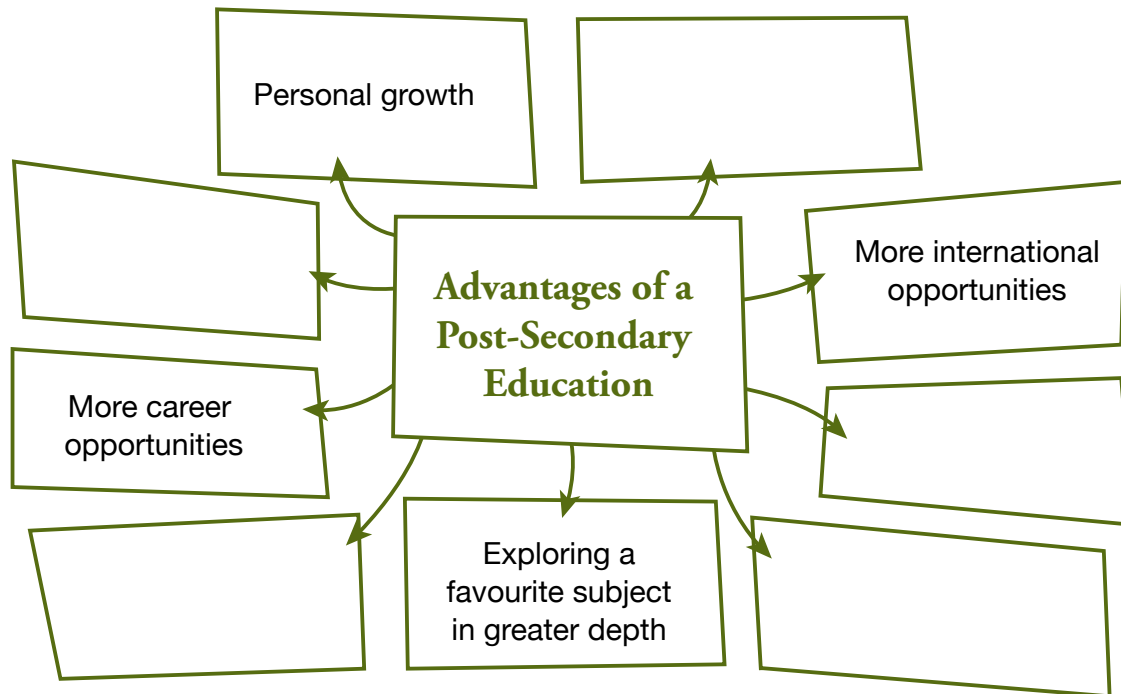 Personal growth
More international
opportunities
Advantages of a
Post-Secondary
Education
More career
opportunities
Exploring a
favourite subject
in greater depth